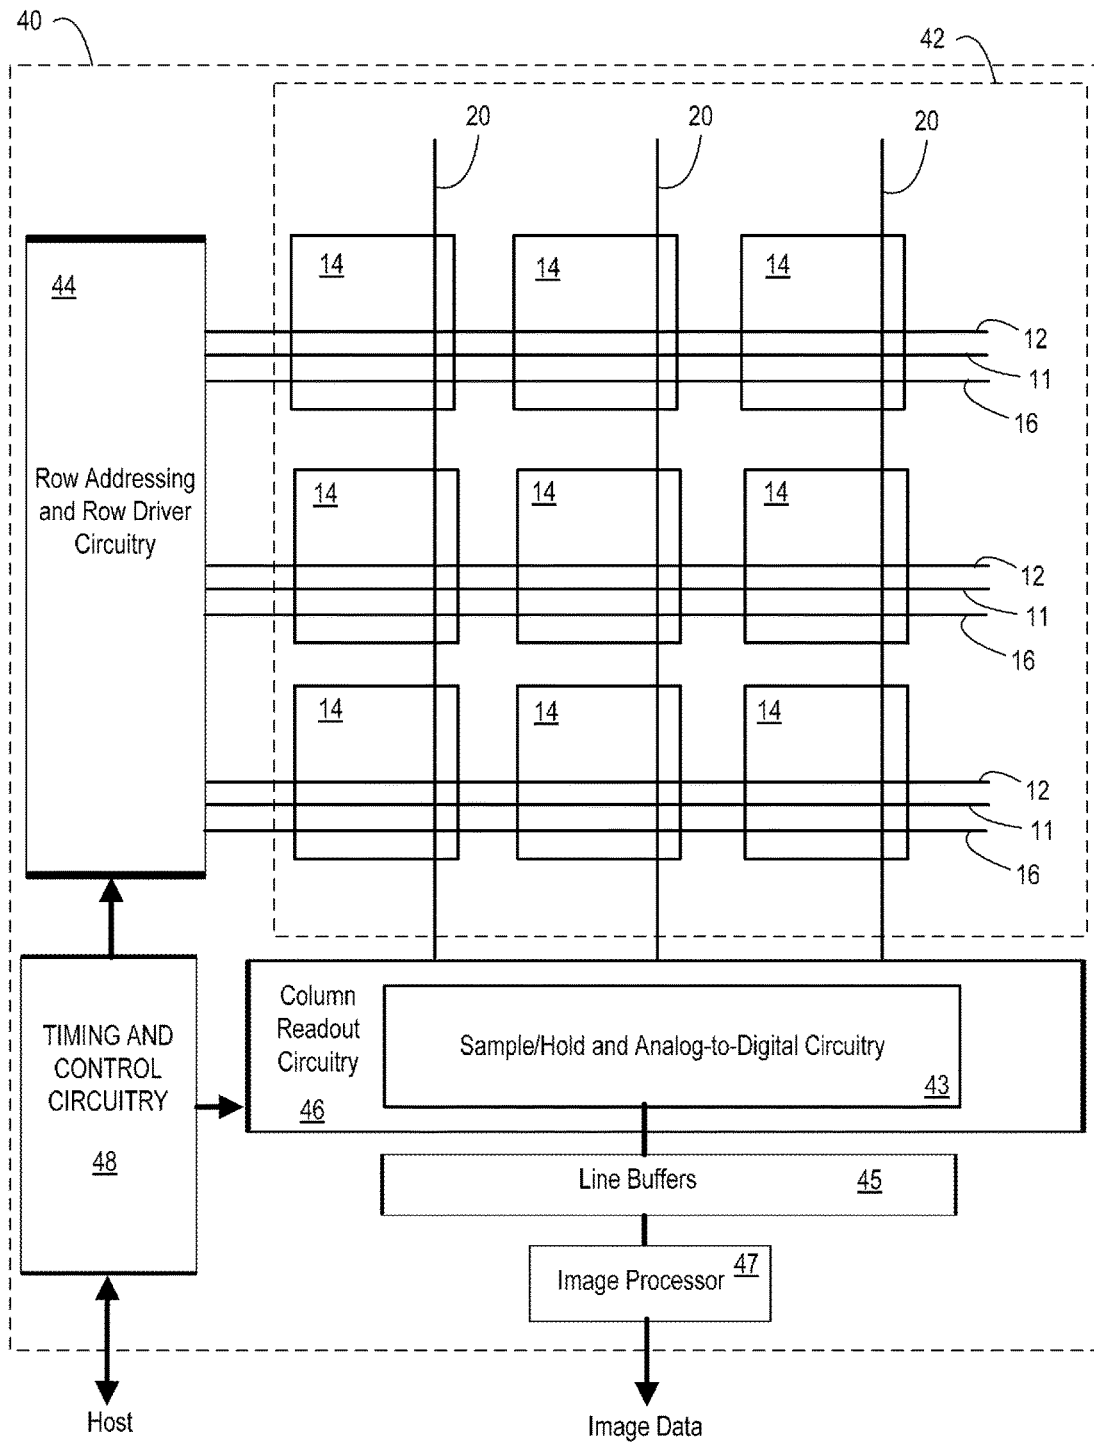 40
42
20
20
20
44
14
14
14
12
11
16
Row Addressing
and Row Driver
Circuitry
14
14
14
12
11
16
14
14
14
12
11
16
Column
Readout
Circuitry
46
Sample/Hold and Analog-to-Digital Circuitry
43
TIMING AND
CONTROL
CIRCUITRY
48
Line Buffers
45
Image Processor
47
Host
Image Data